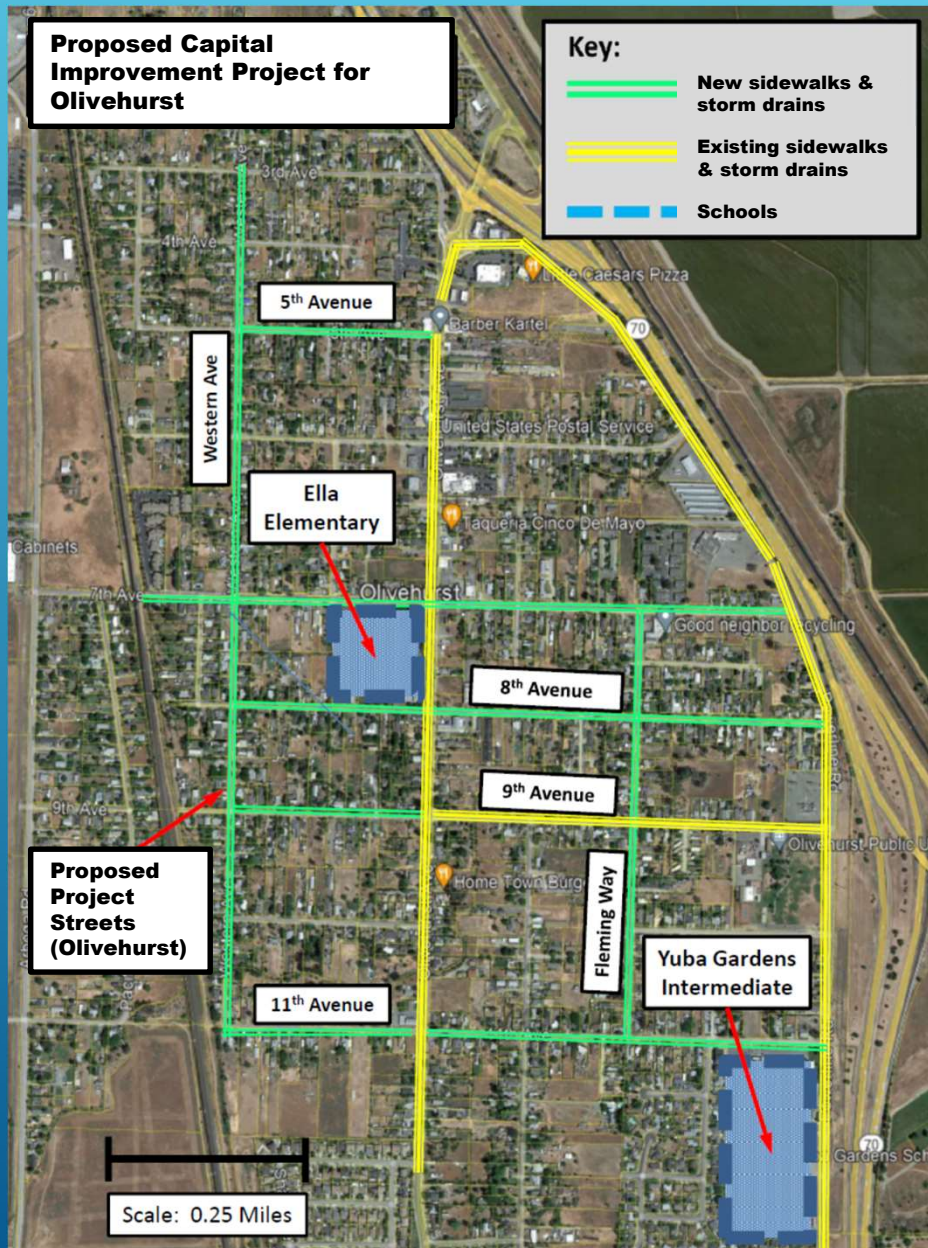 Proposed Capital
Improvement Project for
Olivehurst
Key:
New sidewalks &
storm drains
Existing sidewalks
& storm drains
Schools
3rd Ave
4th Ave
Little Caesars Pizza
5th Avenue
70
Barber Kartel
Western Ave
United States Postal Service
Ella
Elementary
Taqueria Cinco De Mayo
Cabinets
7th Ave
Olivehurst
Good neighbor recycling
8th Avenue
9th Avenue
9th Ave
Olivehurst Public U
Proposed
Project
Streets
(Olivehurst)
Home Town Burge
Fleming Way
Yuba Gardens
Intermediate
11th Avenue
70
Gardens Sch
Scale: 0.25 Miles